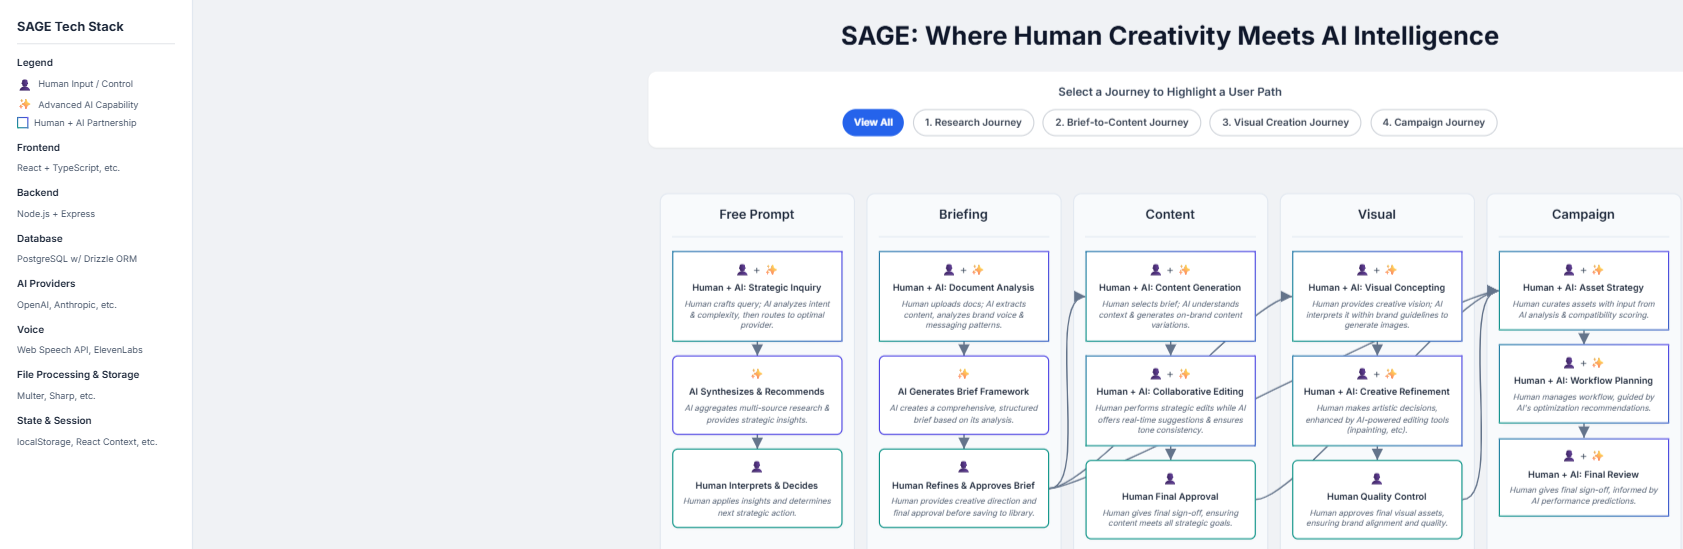 SAGE Tech Stack
Legend
Human Input / Control
Advanced AI Capability
Human + AI Partnership
Frontend
React + TypeScript, etc.
Backend
Node.js + Express
Database
PostgreSQL w/ Drizzle ORM
AI Providers
OpenAI, Anthropic, etc.
Voice
Web Speech API, ElevenLabs
File Processing & Storage
Multer, Sharp, etc.
State & Session
localStorage, React Context, etc.
SAGE: Where Human Creativity Meets AI Intelligence
Select a Journey to Highlight a User Path
View All
1. Research Journey
2. Brief-to-Content Journey
3. Visual Creation Journey
4. Campaign Journey
Free Prompt
+
Human + AI: Strategic Inquiry
Human crafts query; AI analyzes intent
& complexity, then routes to optimal
provider.
AI Synthesizes & Recommends
AI aggregates multi-source research &
provides strategic insights.
Human Interprets & Decides
Human applies insights and determines
next strategic action.
Briefing
+
Human + AI: Document Analysis
Human uploads docs; AI extracts
content, analyzes brand voice &
messaging patterns.
AI Generates Brief Framework
AI creates a comprehensive, structured
brief based on its analysis.
Human Refines & Approves Brief
Human provides creative direction and
final approval before saving to library.
Content
+
Human + AI: Content Generation
Human selects brief; AI understands
context & generates on-brand content
variations.
+
Human + AI: Collaborative Editing
Human performs strategic edits while AI
offers real-time suggestions & ensures
tone consistency.
Human Final Approval
Human gives final sign-off, ensuring
content meets all strategic goals.
Visual
+
Human + AI: Visual Concepting
Human provides creative vision; AI
interprets it within brand guidelines to
generate images.
+
Human + AI: Creative Refinement
Human makes artistic decisions,
enhanced by AI-powered editing tools
(inpainting, etc).
Human Quality Control
Human approves final visual assets,
ensuring brand alignment and quality.
Campaign
+
Human + AI: Asset Strategy
Human curates assets with input from
AI analysis & compatibility scoring.
+
Human + AI: Workflow Planning
Human manages workflow, guided by
AI's optimization recommendations.
+
Human + AI: Final Review
Human gives final sign-off, informed by
AI performance predictions.